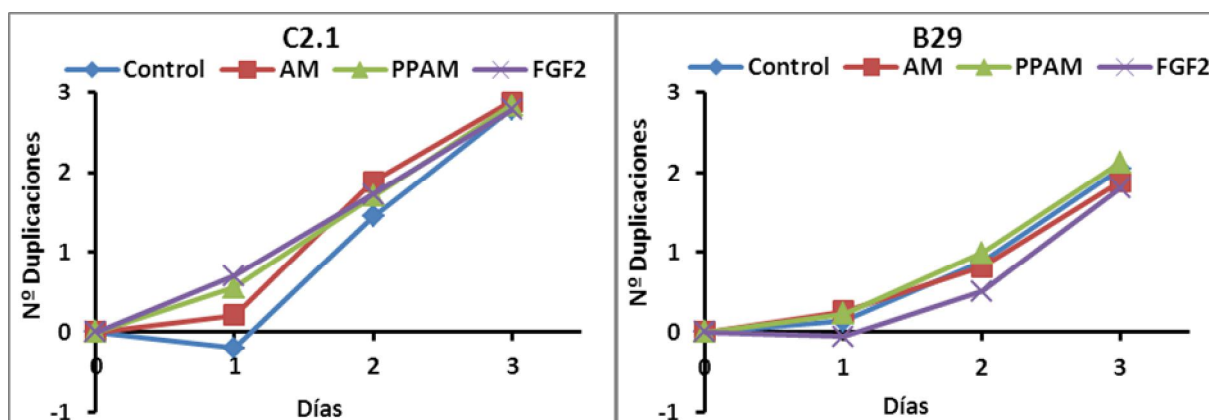 C2.1
Control AM PPAM FGF2
Nº Duplicaciones
3
2
1
0
-1
0 1 2 3
Días
B29
Control AM PPAM FGF2
Nº Duplicaciones
3
2
1
0
-1
0 1 2 3
Días